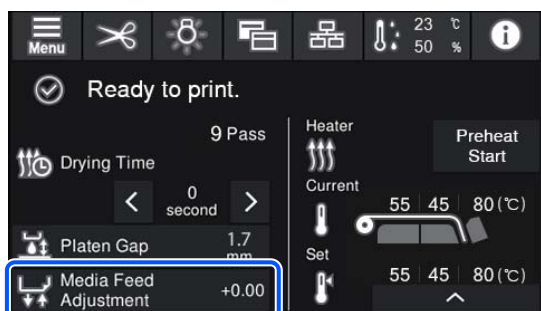 Menu
23 ℃
50 %
i
Ready to print.
9 Pass
Drying Time
0
second
Platen Gap
1.7
mm
Media Feed
Adjustment
+0.00
Heater
Preheat
Start
Current
55 45 80(℃)
Set
55 45 80(℃)